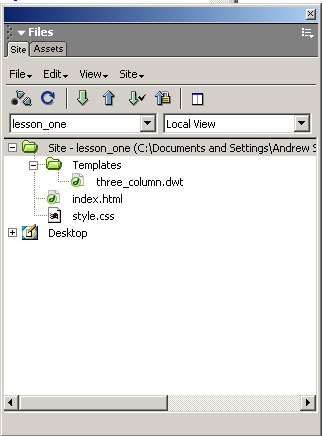 Files
Site Assets
File Edit View Site
lesson_one Local View
Site - lesson_one (C:\Documents and Settings\Andrew S
Templates
three_column.dwt
index.html
style.css
Desktop